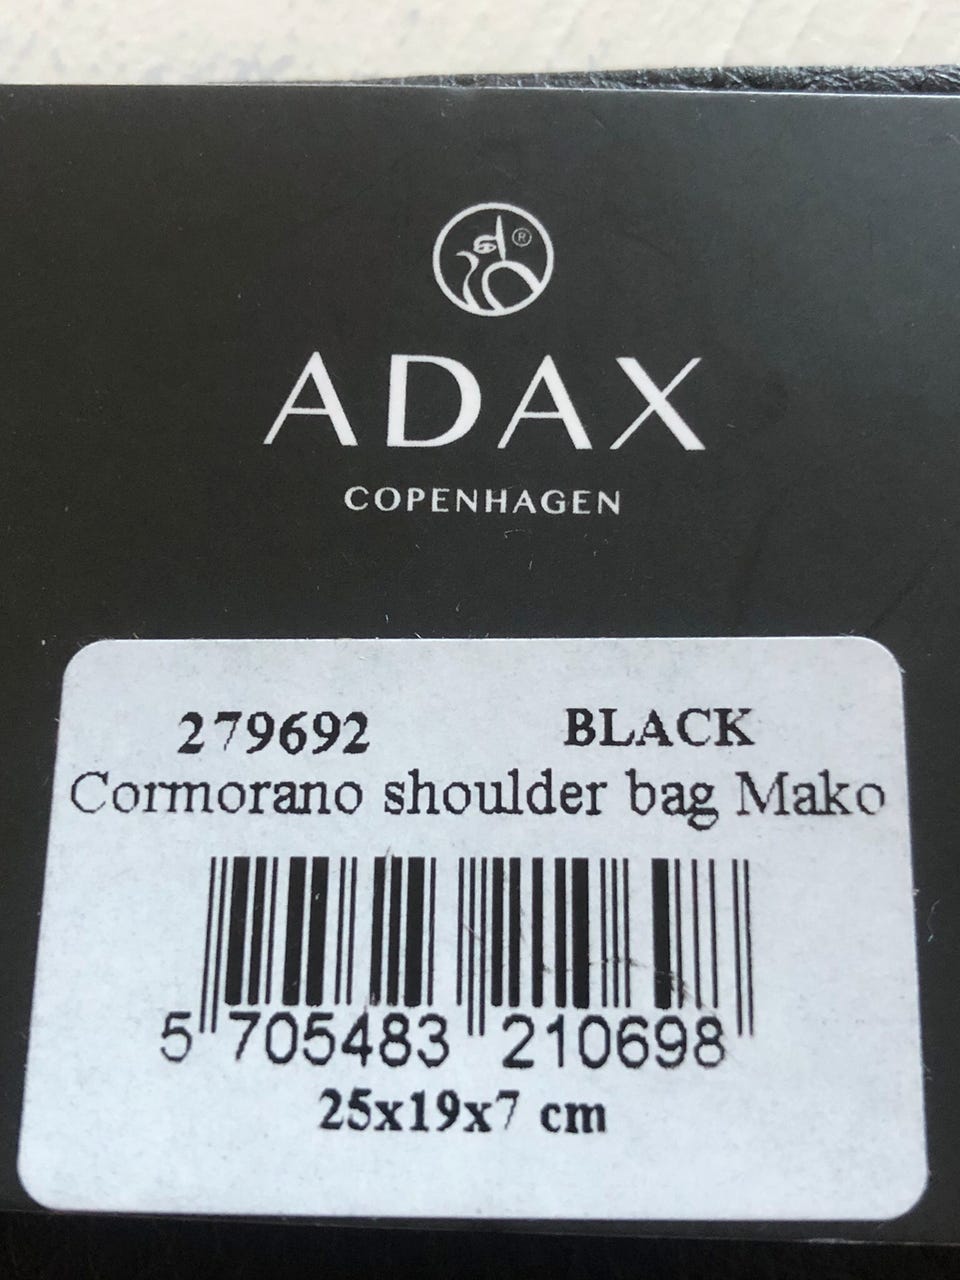 ®
ADAX
COPENHAGEN
279692 BLACK
Cormorano shoulder bag Mako
5 705483 210698
25x19x7 cm